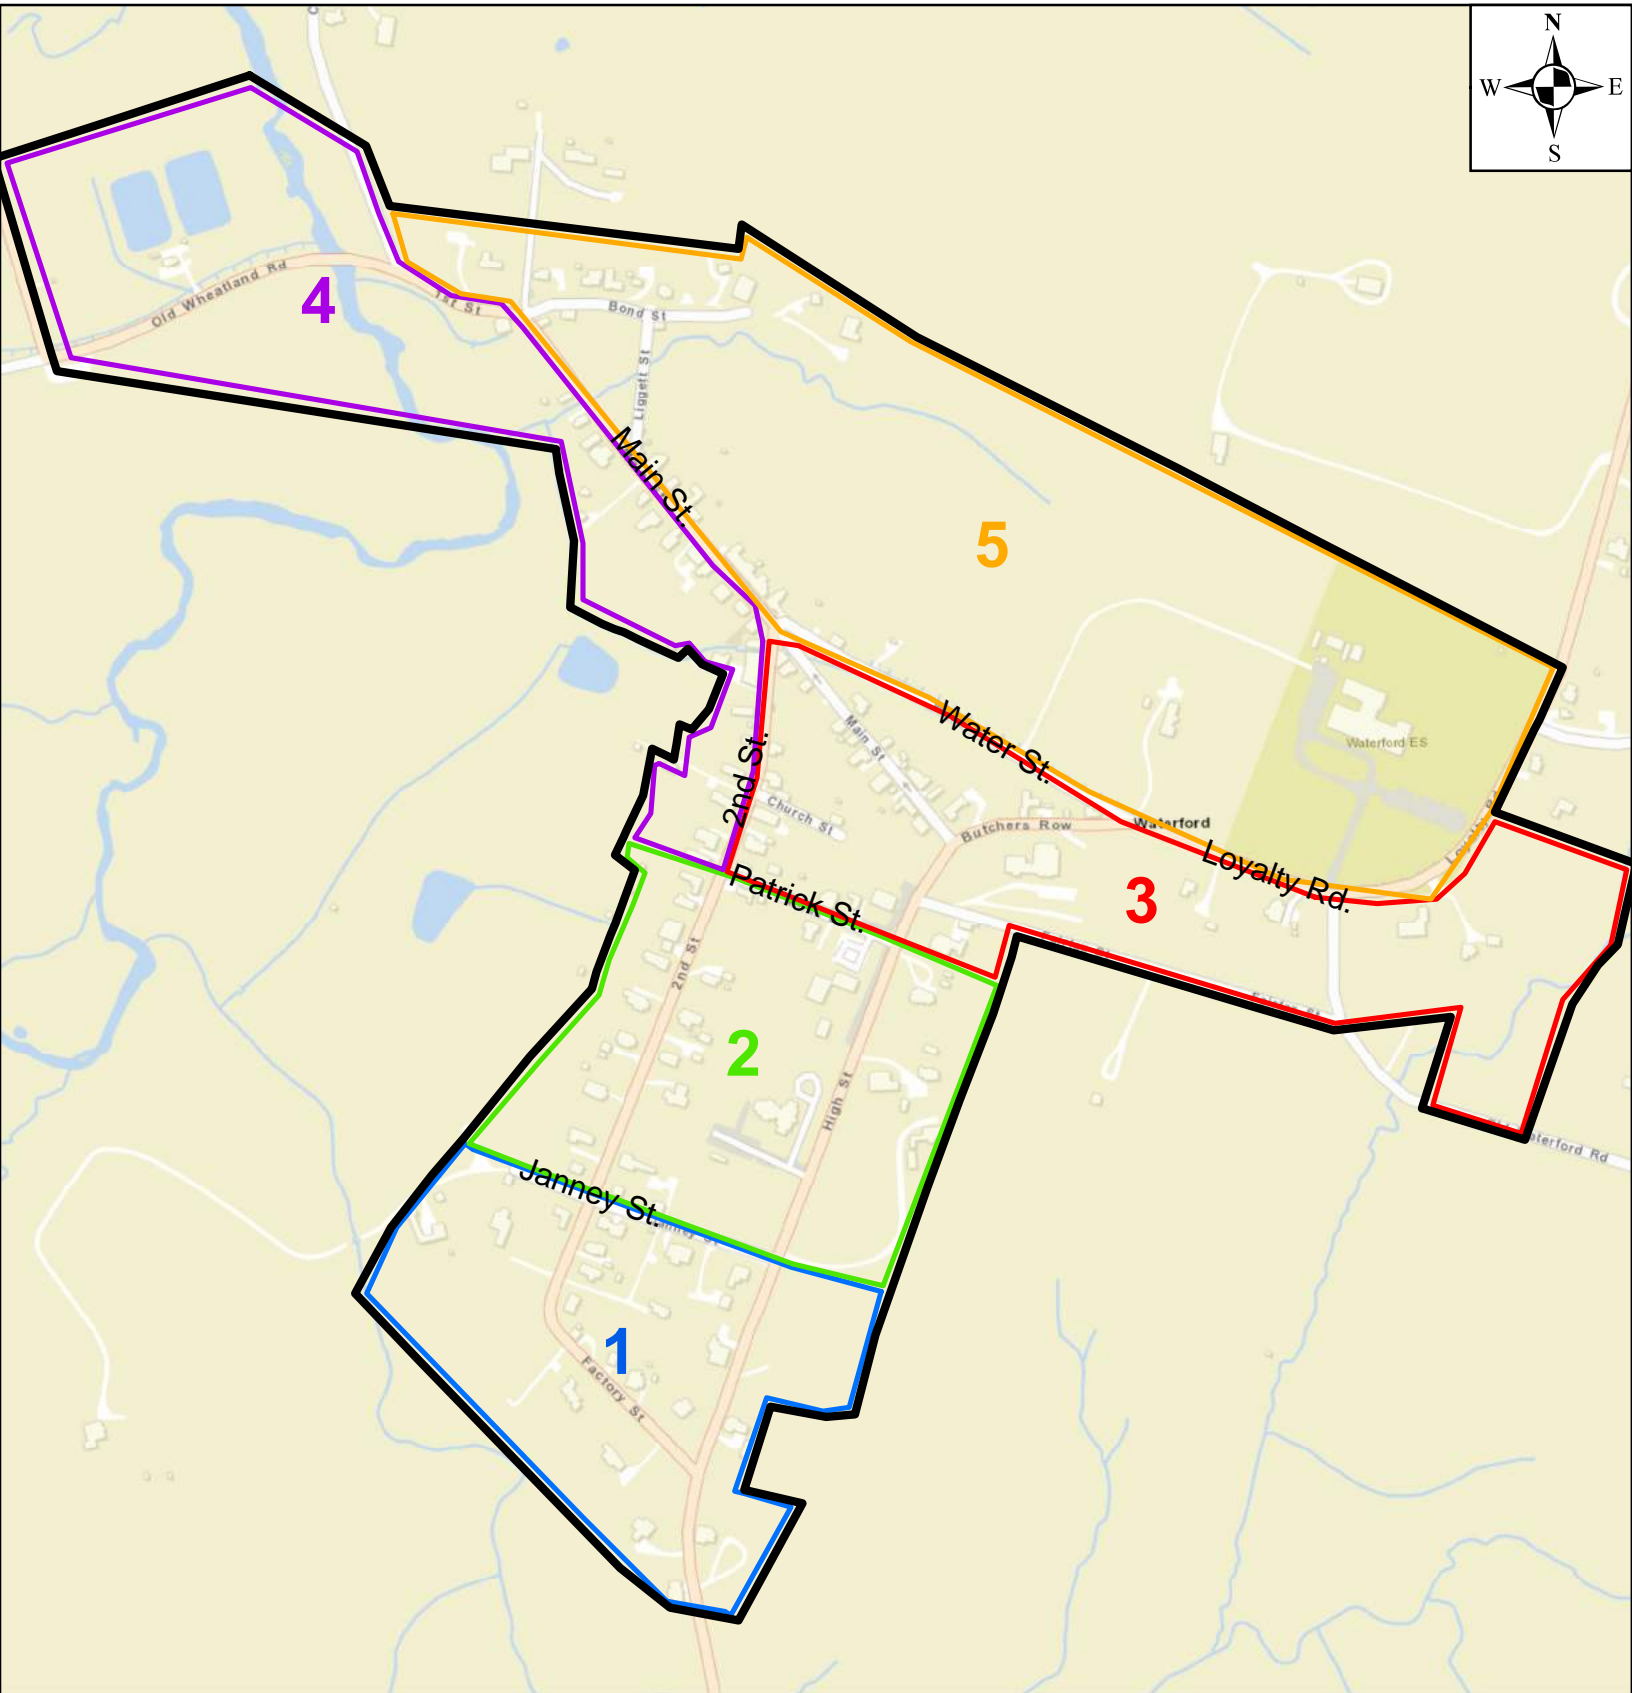 N
W E
S
Old Wheatland Rd
4
1st St
Bond St
Liggett St
Main St.
5
Water St.
Main St
2nd St.
Church St
Butchers Row
Waterford
Waterford ES
Loyalty Rd.
Patrick St.
3
2nd St
2
High St
Janney St.
1
Factory St